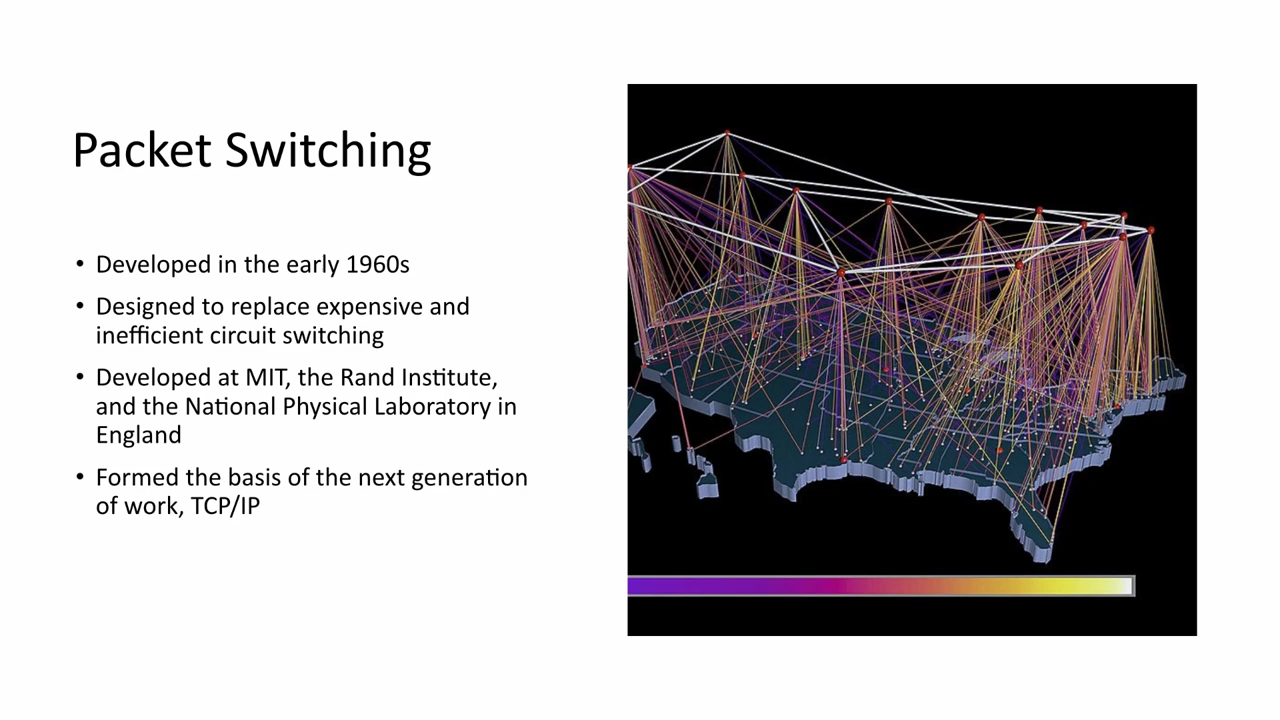 Packet Switching
• Developed in the early 1960s
• Designed to replace expensive and
inefficient circuit switching
• Developed at MIT, the Rand Institute,
and the National Physical Laboratory in
England
• Formed the basis of the next generation
of work, TCP/IP